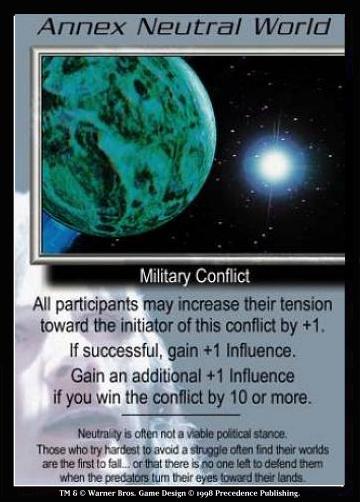 Annex Neutral World
Military Conflict
All participants may increase their tension
toward the initiator of this conflict by +1.
If successful, gain +1 Influence.
Gain an additional +1 Influence
if you win the conflict by 10 or more.
Neutrality is often not a viable political stance.
Those who try hardest to avoid a struggle often find their worlds
are the first to fall... or that there is no one left to defend them
when the predators turn their eyes toward their lands.
TM & © Warner Bros. Game Design © 1998 Precedence Publishing.